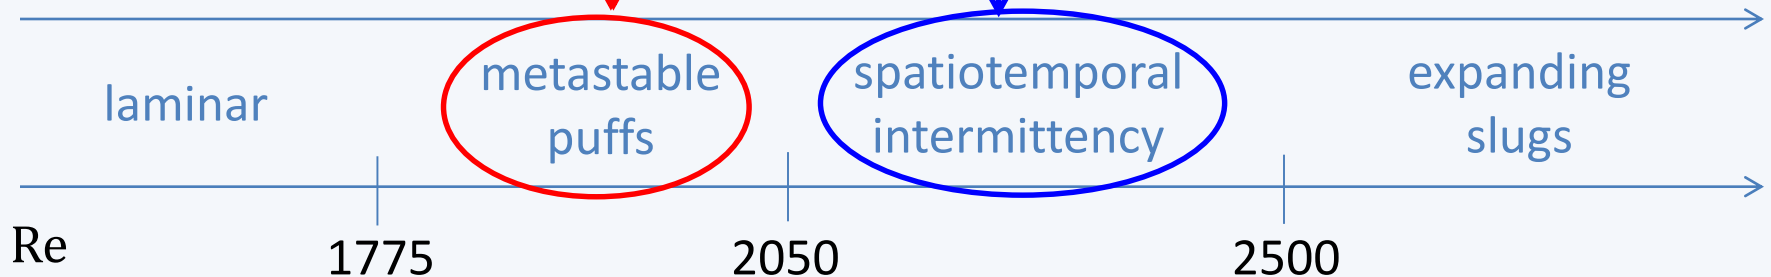 laminar
metastable
puffs
spatiotemporal
intermittency
expanding
slugs
Re
1775
2050
2500